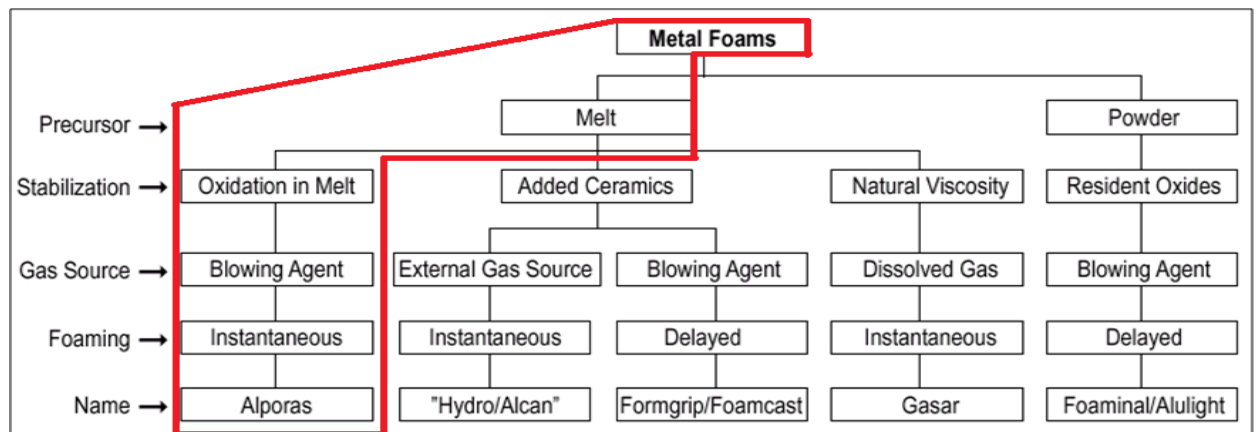 Metal Foams
Precursor → Melt Powder
Stabilization → Oxidation in Melt Added Ceramics Natural Viscosity Resident Oxides
Gas Source → Blowing Agent External Gas Source Blowing Agent Dissolved Gas Blowing Agent
Foaming → Instantaneous Instantaneous Delayed Instantaneous Delayed
Name → Alporas "Hydro/Alcan" Formgrip/Foamcast Gasar Foaminal/Alulight